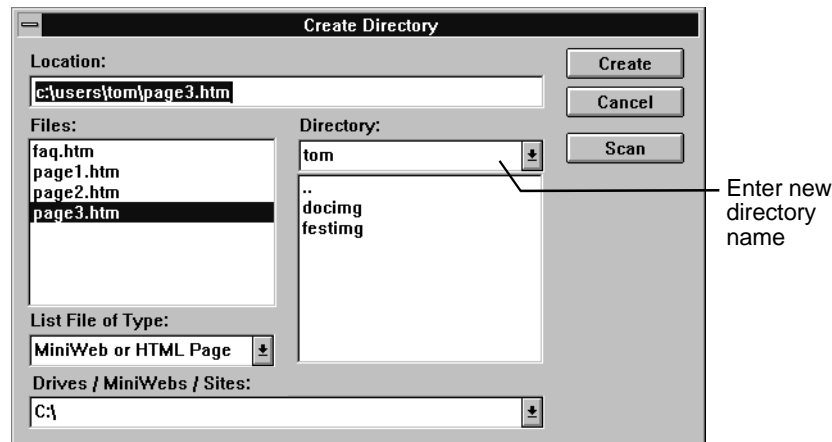 Create Directory
Location:
Create
c:\users\tom\page3.htm
Cancel
Files:
Directory:
Scan
tom
faq.htm
page1.htm
page2.htm
page3.htm
..
docimg
festimg
Enter new
directory
name
List File of Type:
MiniWeb or HTML Page
Drives / MiniWebs / Sites:
C:\